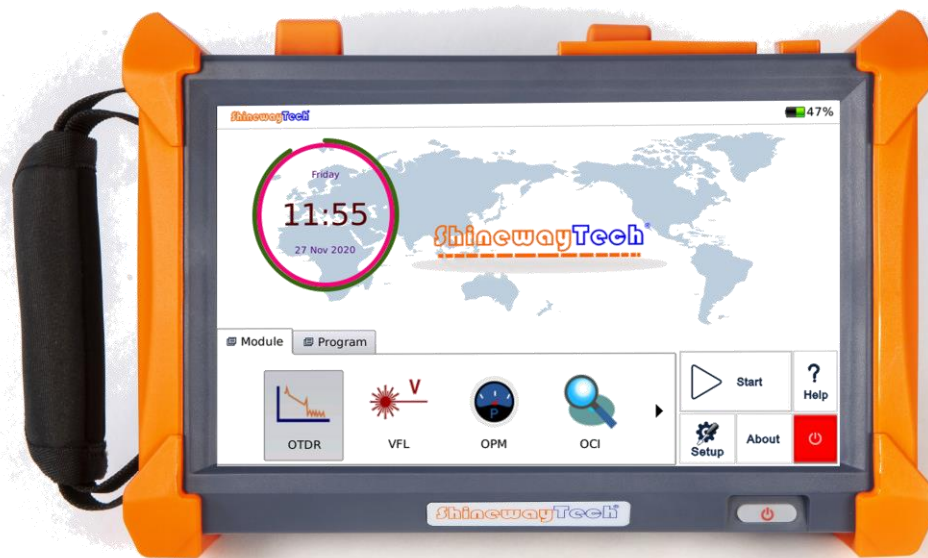 ShinewayTech®
47%
Friday
11:55
27 Nov 2020
ShinewayTech®
Module
Program
V
P
OTDR
VFL
OPM
OCI
Start
?
Help
Setup
About
ShinewayTech®